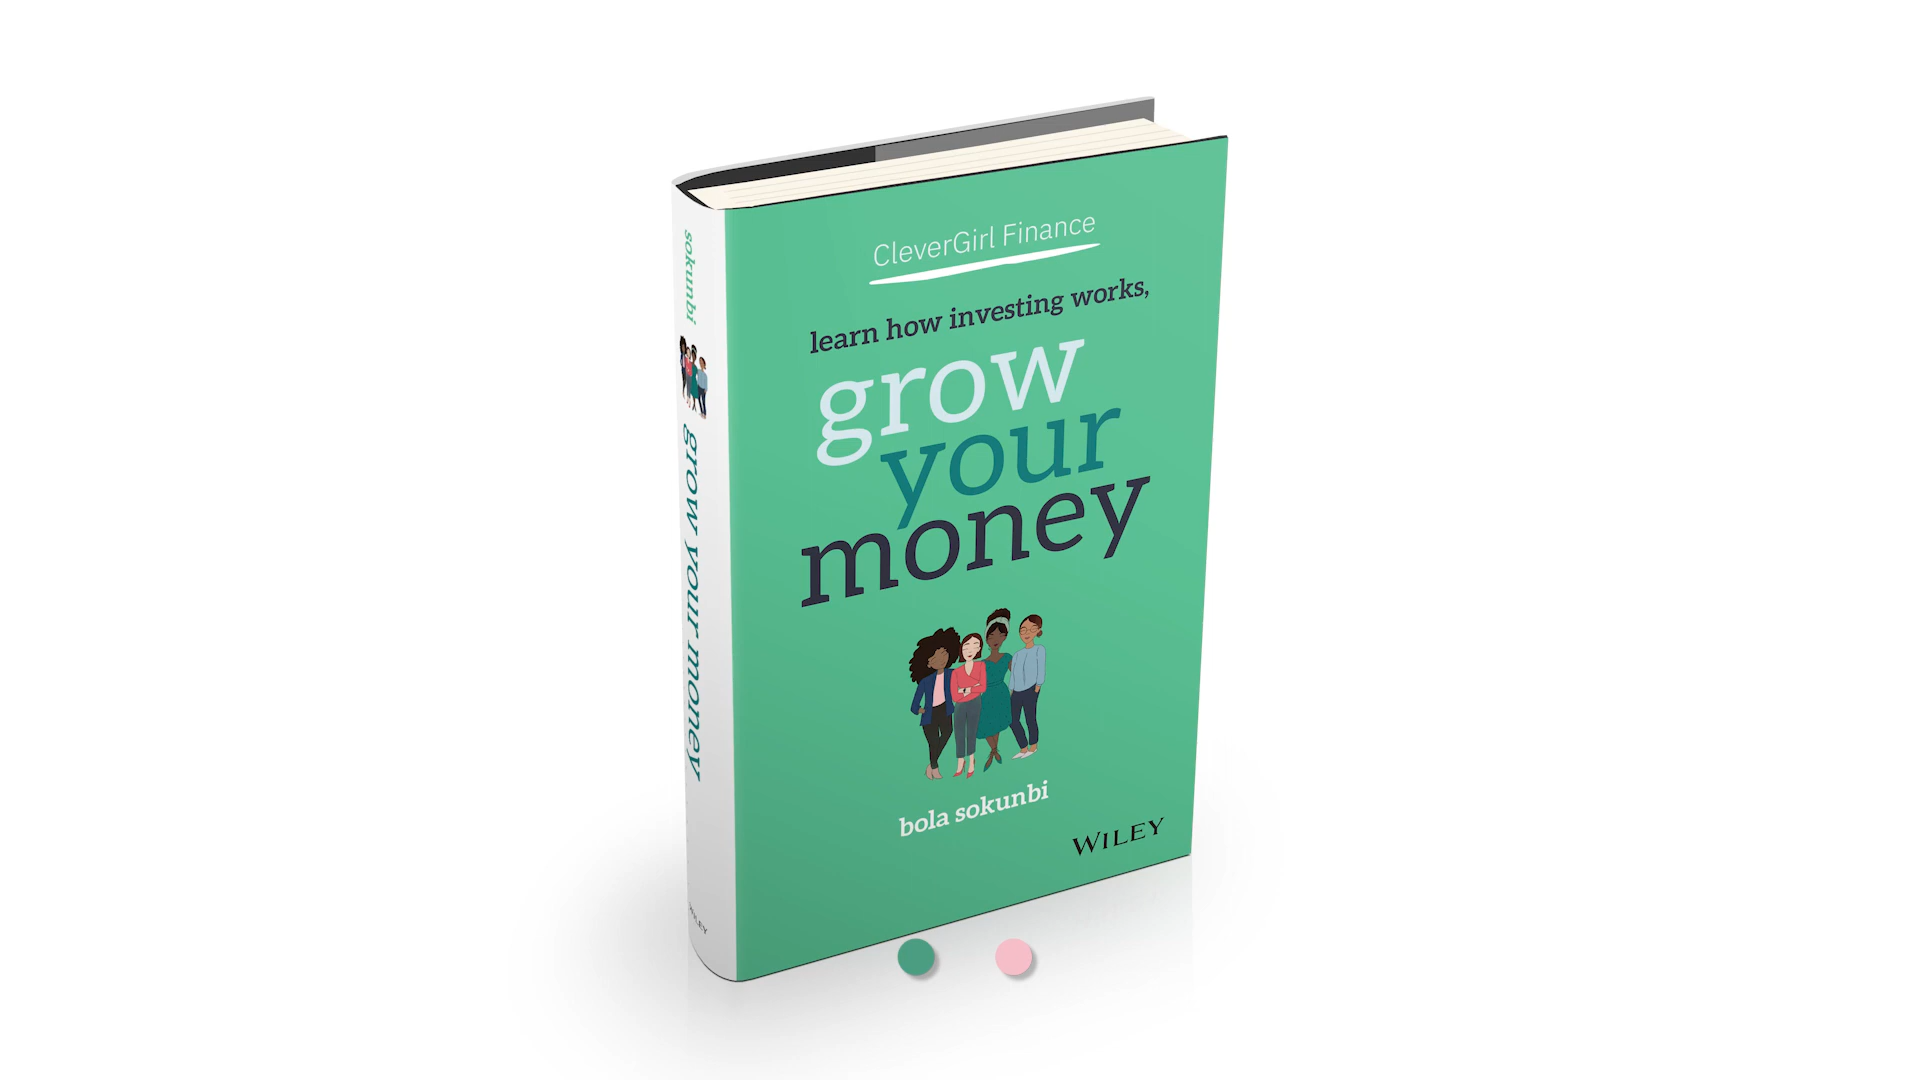 CleverGirl Finance
learn how investing works,
grow
your
money
bola sokunbi
WILEY
sokunbi
grow your money
WILEY